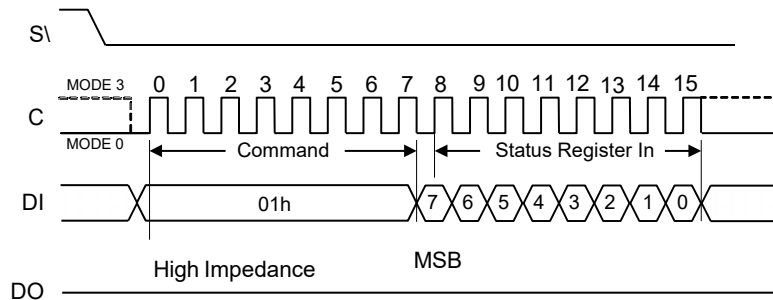 S\
MODE 3 0 1 2 3 4 5 6 7 8 9 10 11 12 13 14 15
C
MODE 0
Command Status Register In
DI 01h 7 6 5 4 3 2 1 0
High Impedance MSB
DO